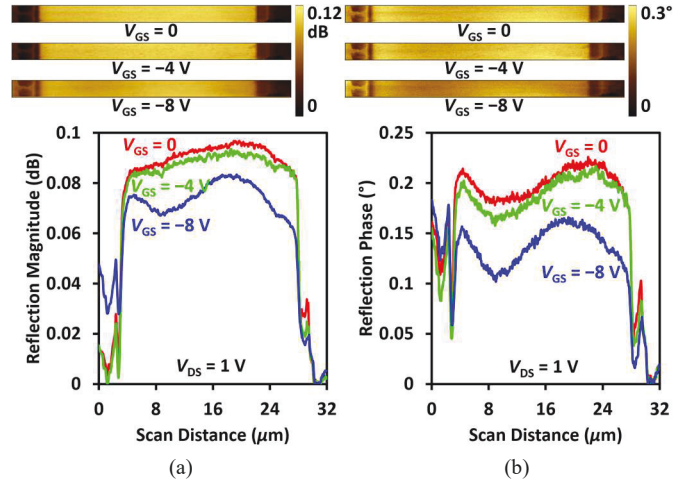 V_GS = 0
0.12
dB
V_GS = −4 V
V_GS = −8 V
0
V_GS = 0
0.3°
V_GS = −4 V
V_GS = −8 V
0
0.1
0.08
0.06
0.04
0.02
0
Reflection Magnitude (dB)
V_GS = 0
V_GS = −4 V
V_GS = −8 V
V_DS = 1 V
0 8 16 24 32
Scan Distance (μm)
(a)
0.25
0.2
0.15
0.1
0.05
0
Reflection Phase (°)
V_GS = 0
V_GS = −4 V
V_GS = −8 V
V_DS = 1 V
0 8 16 24 32
Scan Distance (μm)
(b)